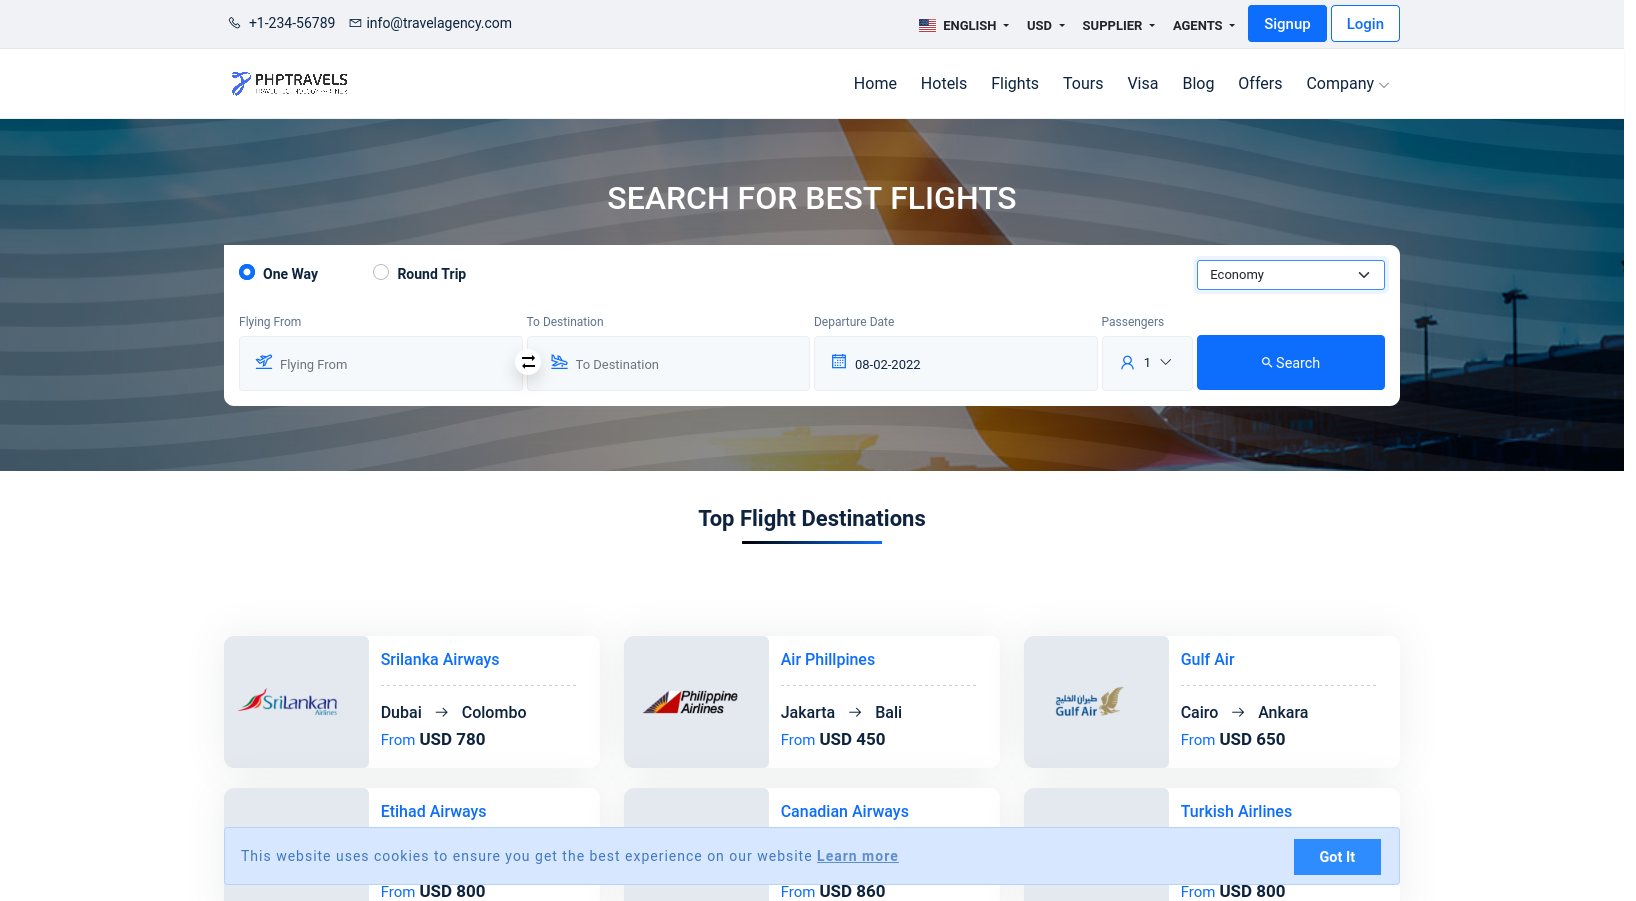 +1-234-56789 info@travelagency.com ENGLISH USD SUPPLIER AGENTS Signup Login
PHPTRAVELS Home Hotels Flights Tours Visa Blog Offers Company
SEARCH FOR BEST FLIGHTS
One Way Round Trip Economy
Flying From To Destination Departure Date Passengers
Flying From To Destination 08-02-2022 1 Search
Top Flight Destinations
Srilanka Airways
SriLankan
Airlines
Dubai Colombo
From USD 780
Air Phillpines
Philippine
Airlines
Jakarta Bali
From USD 450
Gulf Air
طيران الخليج
Gulf Air
Cairo Ankara
From USD 650
Etihad Airways Canadian Airways Turkish Airlines
This website uses cookies to ensure you get the best experience on our website Learn more Got It
From USD 800 From USD 860 From USD 800